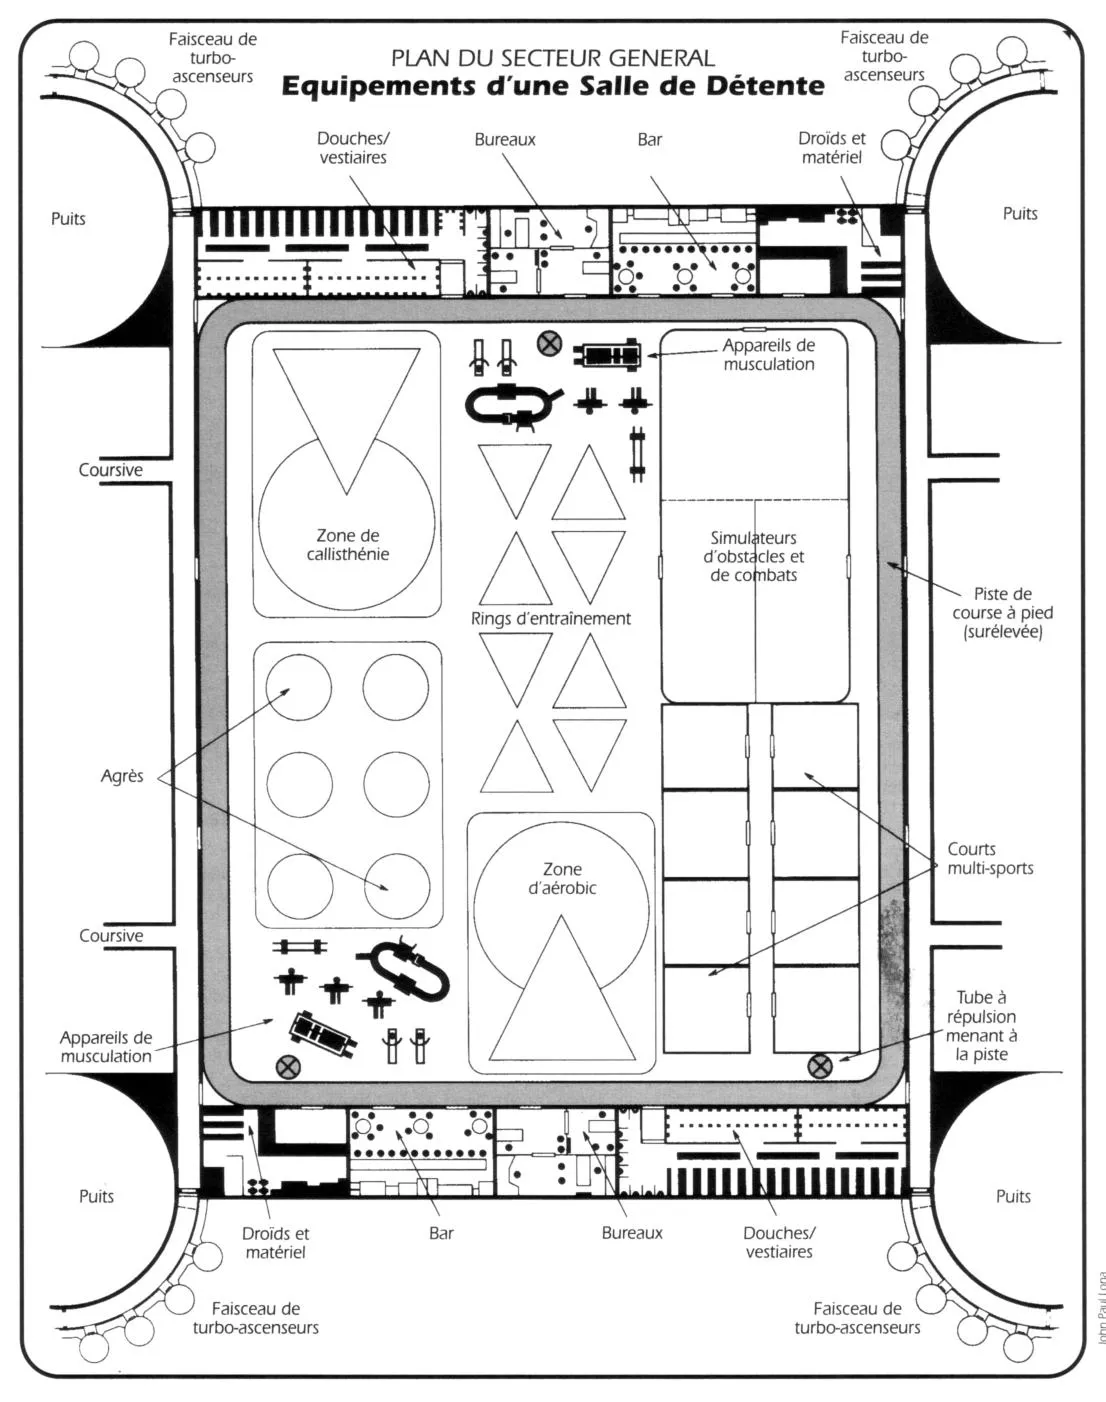 Faisceau de
turbo-
ascenseurs
PLAN DU SECTEUR GENERAL
Equipements d'une Salle de Détente
Faisceau de
turbo-
ascenseurs
Douches/
vestiaires
Bureaux
Bar
Droïds et
matériel
Puits
Puits
Appareils de
musculation
Coursive
Zone de
callisthénie
Simulateurs
d'obstacles et
de combats
Piste de
course à pied
(surélevée)
Rings d'entraînement
Agrès
Zone
d'aérobic
Courts
multi-sports
Coursive
Appareils de
musculation
Tube à
répulsion
menant à
la piste
Puits
Puits
Droïds et
matériel
Bar
Bureaux
Douches/
vestiaires
Faisceau de
turbo-ascenseurs
Faisceau de
turbo-ascenseurs
John Paul Lona